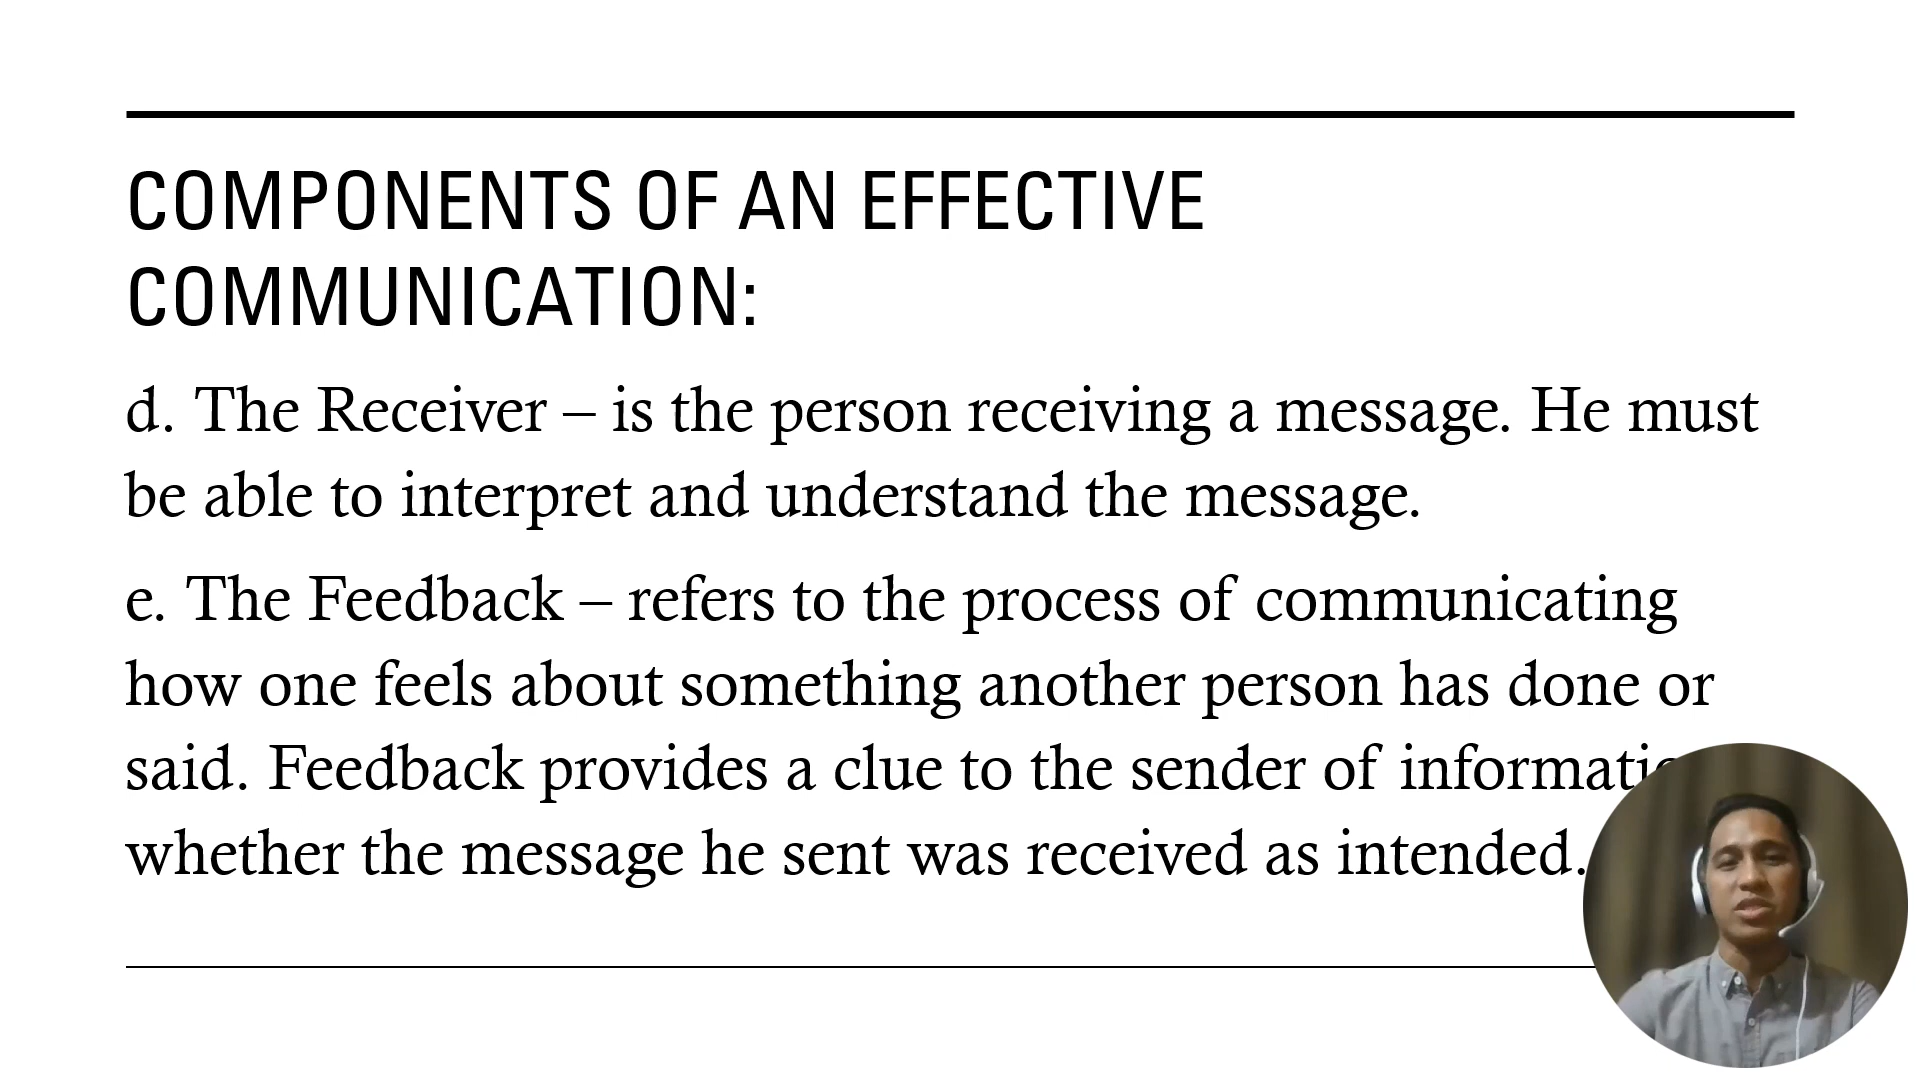 COMPONENTS OF AN EFFECTIVE
COMMUNICATION:
d. The Receiver – is the person receiving a message. He must
be able to interpret and understand the message.
e. The Feedback – refers to the process of communicating
how one feels about something another person has done or
said. Feedback provides a clue to the sender of
whether the message he sent was received as intended.